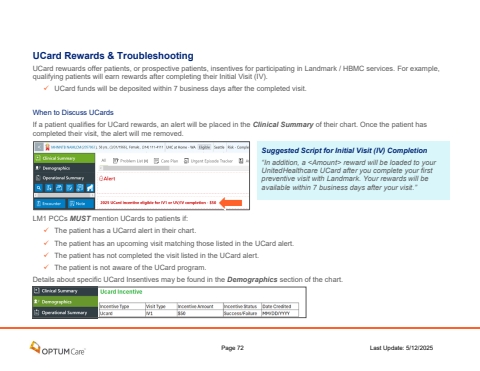 UCard Rewards & Troubleshooting
UCard rewuards offer patients, or prospective patients, insentives for participating in Landmark / HBMC services. For example,
qualifying patients will earn rewards after completing their Initial Visit (IV).
✓ UCard funds will be deposited within 7 business days after the completed visit.
When to Discuss UCards
If a patient qualifies for UCard rewards, an alert will be placed in the Clinical Summary of their chart. Once the patient has
completed their visit, the alert will me removed.
Clinical Summary
Demographics
Operational Summary
Encounter Note
Eligible
Problem List
Care Plan
Urgent Episode Tracker
Alert
2025 UCard Incentive eligible for IV1 or UV/IV completion - $50
Suggested Script for Initial Visit (IV) Completion
"In addition, a <Amount> reward will be loaded to your
UnitedHealthcare UCard after you complete your first
preventive visit with Landmark. Your rewards will be
available within 7 business days after your visit."
LM1 PCCs MUST mention UCards to patients if:
✓ The patient has a UCarrd alert in their chart.
✓ The patient has an upcoming visit matching those listed in the UCard alert.
✓ The patient has not completed the visit listed in the UCard alert.
✓ The patient is not aware of the UCard program.
Details about specific UCard Insentives may be found in the Demographics section of the chart.
Clinical Summary
Demographics
Operational Summary
Ucard Incentive
Incentive Type Visit Type Incentive Amount Incentive Status Date Credited
Ucard IV1 $50 Success/Failure MM/DD/YYYY
OPTUM Care
Page 72
Last Update: 5/12/2025